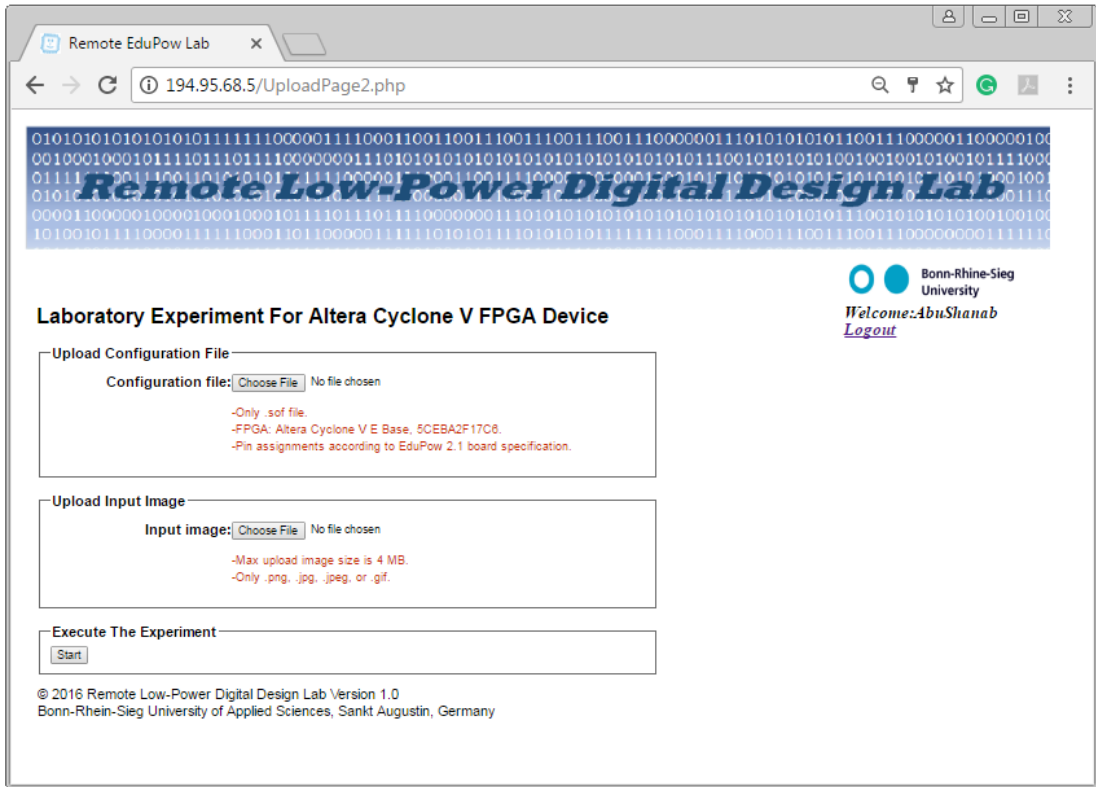 Remote EduPow Lab
194.95.68.5/UploadPage2.php
Remote Low-Power Digital Design Lab
Bonn-Rhine-Sieg
University
Welcome:AbuShanab
Logout
Laboratory Experiment For Altera Cyclone V FPGA Device
Upload Configuration File
Configuration file: Choose File No file chosen
-Only .sof file.
-FPGA: Altera Cyclone V E Base, 5CEBA2F17C6.
-Pin assignments according to EduPow 2.1 board specification.
Upload Input Image
Input image: Choose File No file chosen
-Max upload image size is 4 MB.
-Only .png, .jpg, .jpeg, or .gif.
Execute The Experiment
Start
© 2016 Remote Low-Power Digital Design Lab Version 1.0
Bonn-Rhein-Sieg University of Applied Sciences, Sankt Augustin, Germany